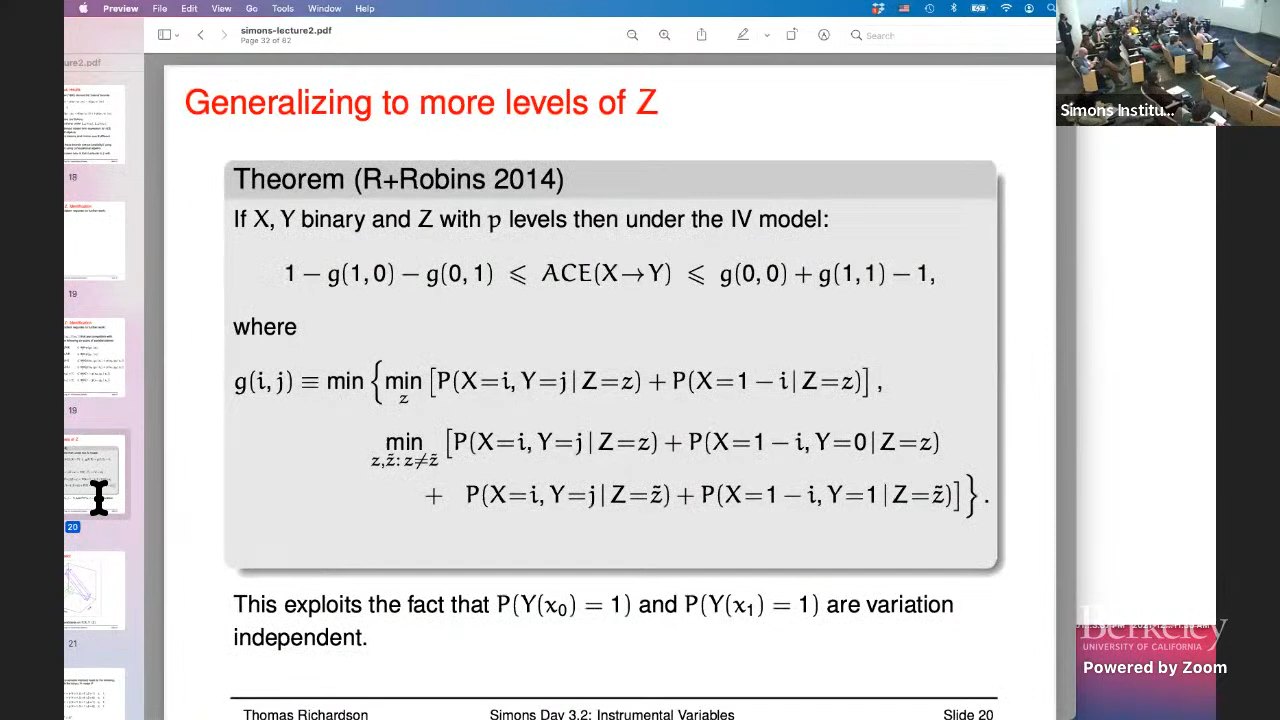 Preview File Edit View Go Tools Window Help
simons-lecture2.pdf
Page 32 of 82
Search
ure2.pdf
Simons Institu...
Generalizing to more levels of Z
Theorem (R+Robins 2014)
If X, Y binary and Z with p levels then under the IV model:
1 − g(1, 0) − g(0, 1) ⩽ ACE(X→Y) ⩽ g(0, 0) + g(1, 1) − 1,
where
g(i, j) ≡ min { min_z [P(X=i, Y=j | Z=z) + P(X=1 − i | Z=z)] ,
min_{z,z̃: z≠z̃} [P(X=i, Y=j | Z=z) + P(X=1 − i, Y=0 | Z=z)
+ P(X=i, Y=j | Z=z̃) + P(X=1 − i, Y=1 | Z=z̃)] } .
This exploits the fact that P(Y(x₀) = 1) and P(Y(x₁) = 1) are variation
independent.
Thomas Richardson Simons Day 3.2: Instrumental Variables Slide 20
18
19
19
20
21
Berkeley
UNIVERSITY OF CALIFORNIA
Powered by Zoom